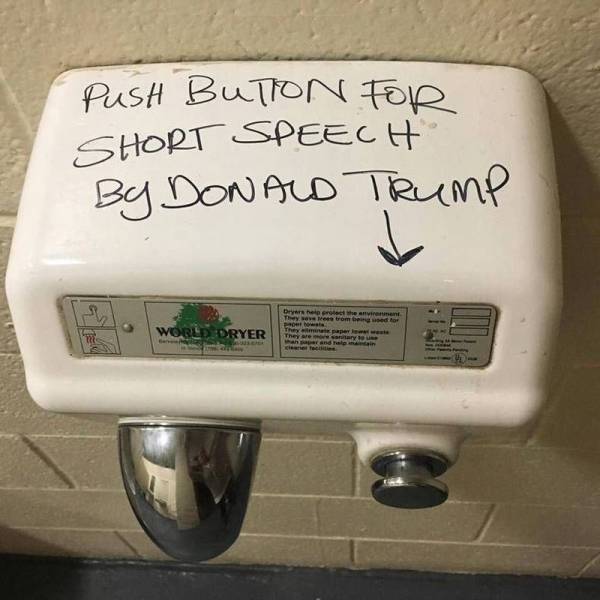 PUSH BUTTON FOR
SHORT SPEECH
By DONALD TRUMP
WORLD DRYER
Dryers help protect the environment.
They save trees from being used for
paper towels.
They eliminate paper towel waste.
They are more sanitary to use
than paper and help maintain
cleaner facilities.